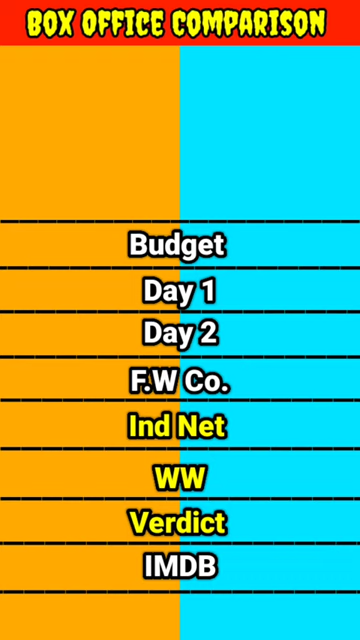 BOX OFFICE COMPARISON
Budget
Day 1
Day 2
F.W Co.
Ind Net
WW
Verdict
IMDB